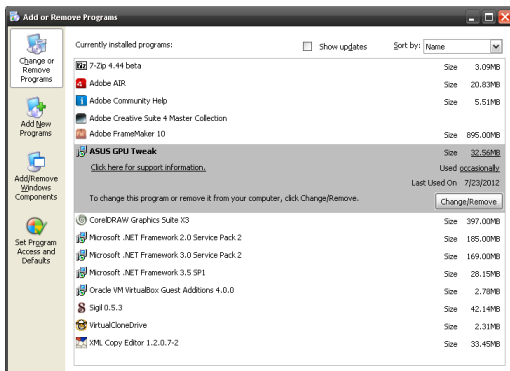 Add or Remove Programs
Currently installed programs: Show updates Sort by: Name
Change or
Remove
Programs
Add New
Programs
Add/Remove
Windows
Components
Set Program
Access and
Defaults
7-Zip 4.44 beta Size 3.09MB
Adobe AIR Size 20.83MB
Adobe Community Help Size 5.51MB
Adobe Creative Suite 4 Master Collection
Adobe FrameMaker 10 Size 895.00MB
ASUS GPU Tweak Size 32.56MB
Click here for support information. Used occasionally
Last Used On 7/23/2012
To change this program or remove it from your computer, click Change/Remove. Change/Remove
CorelDRAW Graphics Suite X3 Size 397.00MB
Microsoft .NET Framework 2.0 Service Pack 2 Size 185.00MB
Microsoft .NET Framework 3.0 Service Pack 2 Size 169.00MB
Microsoft .NET Framework 3.5 SP1 Size 28.15MB
Oracle VM VirtualBox Guest Additions 4.0.0 Size 2.78MB
Sigil 0.5.3 Size 42.14MB
VirtualCloneDrive Size 2.31MB
XML Copy Editor 1.2.0.7-2 Size 33.45MB